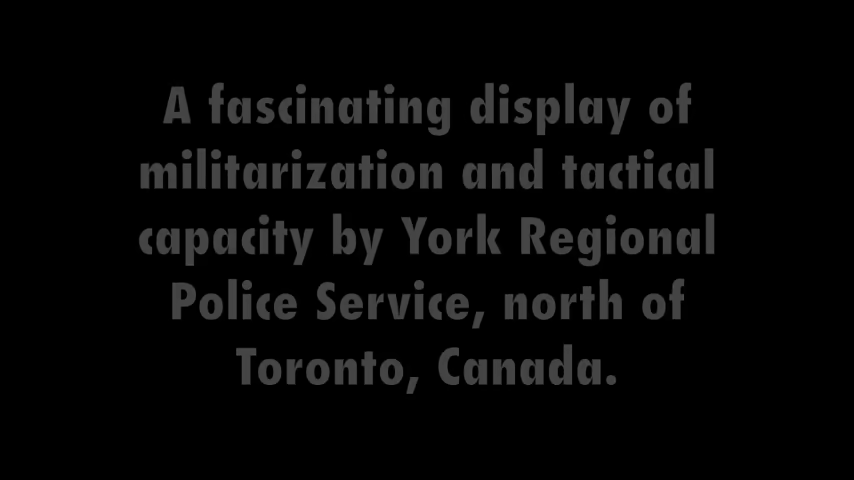 A fascinating display of
militarization and tactical
capacity by York Regional
Police Service, north of
Toronto, Canada.